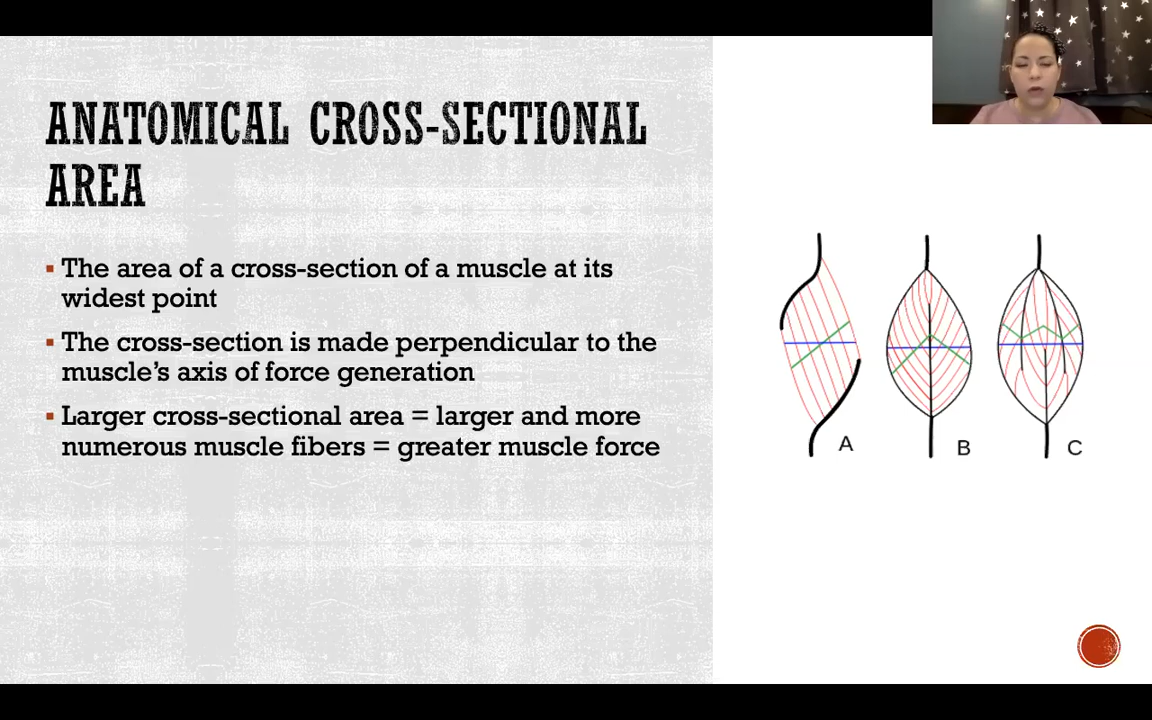 ANATOMICAL CROSS-SECTIONAL
AREA
▪ The area of a cross-section of a muscle at its
widest point
▪ The cross-section is made perpendicular to the
muscle's axis of force generation
▪ Larger cross-sectional area = larger and more
numerous muscle fibers = greater muscle force
A
B
C